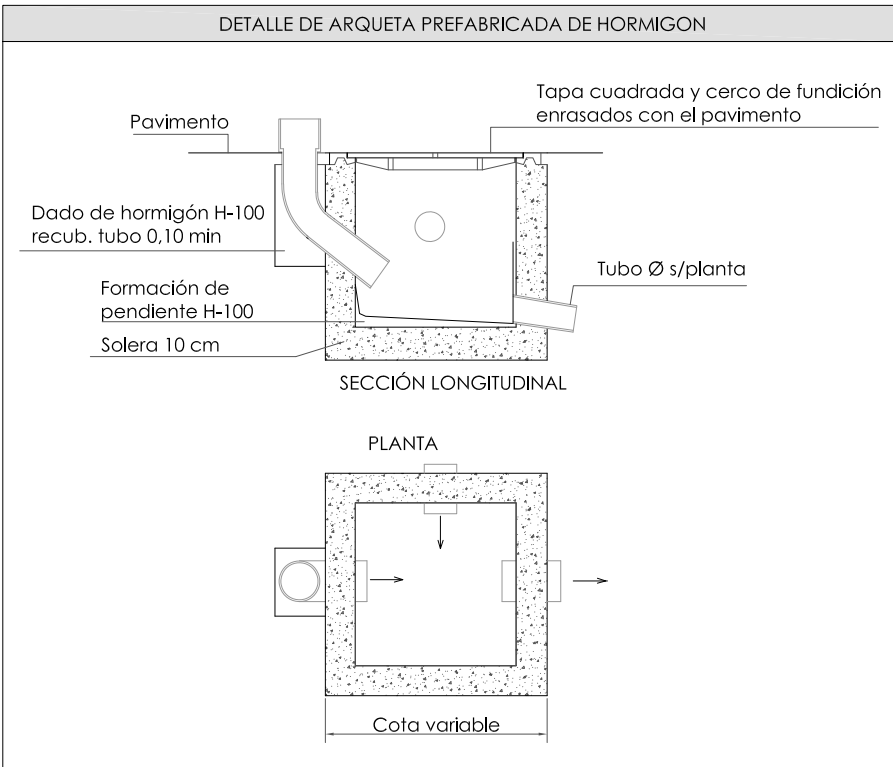 DETALLE DE ARQUETA PREFABRICADA DE HORMIGON
Tapa cuadrada y cerco de fundición
enrasados con el pavimento
Pavimento
Dado de hormigón H-100
recub. tubo 0,10 min
Tubo Ø s/planta
Formación de
pendiente H-100
Solera 10 cm
SECCIÓN LONGITUDINAL
PLANTA
Cota variable